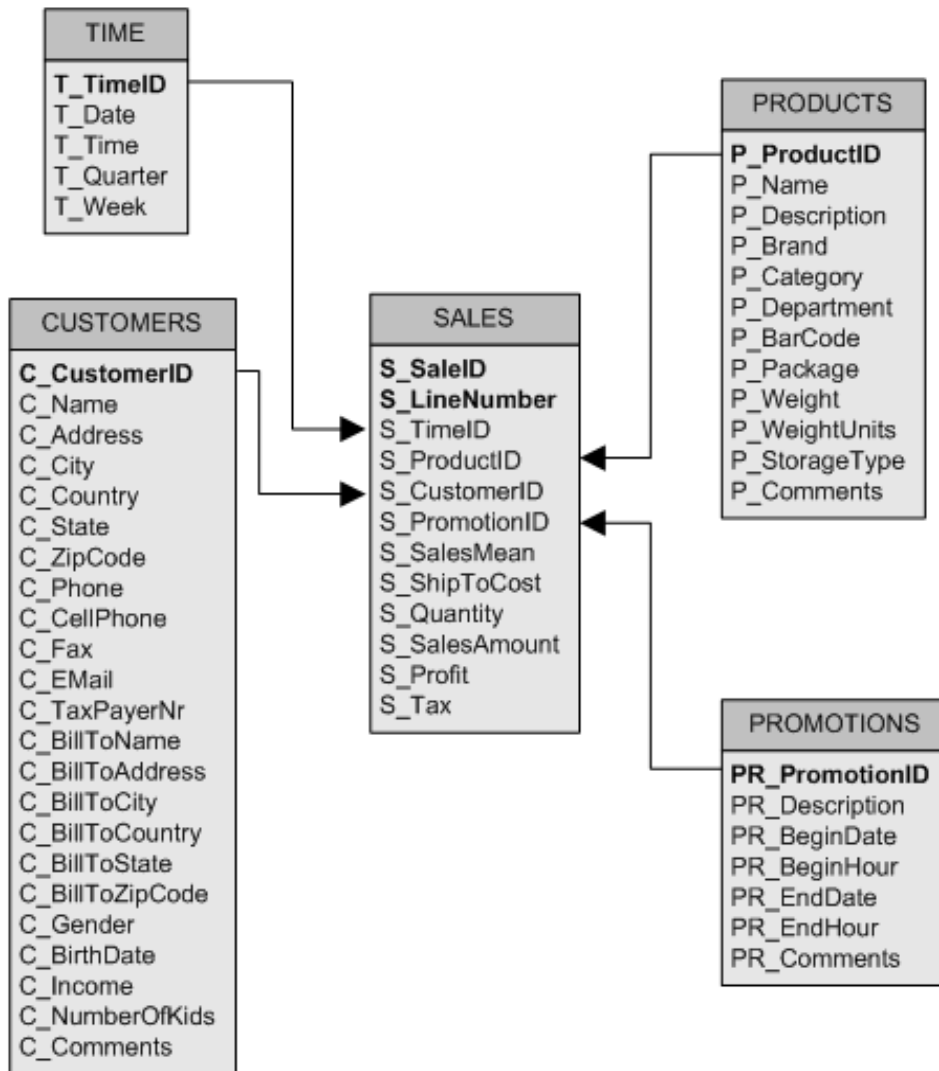 TIME
T_TimeID
T_Date
T_Time
T_Quarter
T_Week
CUSTOMERS
C_CustomerID
C_Name
C_Address
C_City
C_Country
C_State
C_ZipCode
C_Phone
C_CellPhone
C_Fax
C_EMail
C_TaxPayerNr
C_BillToName
C_BillToAddress
C_BillToCity
C_BillToCountry
C_BillToState
C_BillToZipCode
C_Gender
C_BirthDate
C_Income
C_NumberOfKids
C_Comments
SALES
S_SaleID
S_LineNumber
S_TimeID
S_ProductID
S_CustomerID
S_PromotionID
S_SalesMean
S_ShipToCost
S_Quantity
S_SalesAmount
S_Profit
S_Tax
PRODUCTS
P_ProductID
P_Name
P_Description
P_Brand
P_Category
P_Department
P_BarCode
P_Package
P_Weight
P_WeightUnits
P_StorageType
P_Comments
PROMOTIONS
PR_PromotionID
PR_Description
PR_BeginDate
PR_BeginHour
PR_EndDate
PR_EndHour
PR_Comments